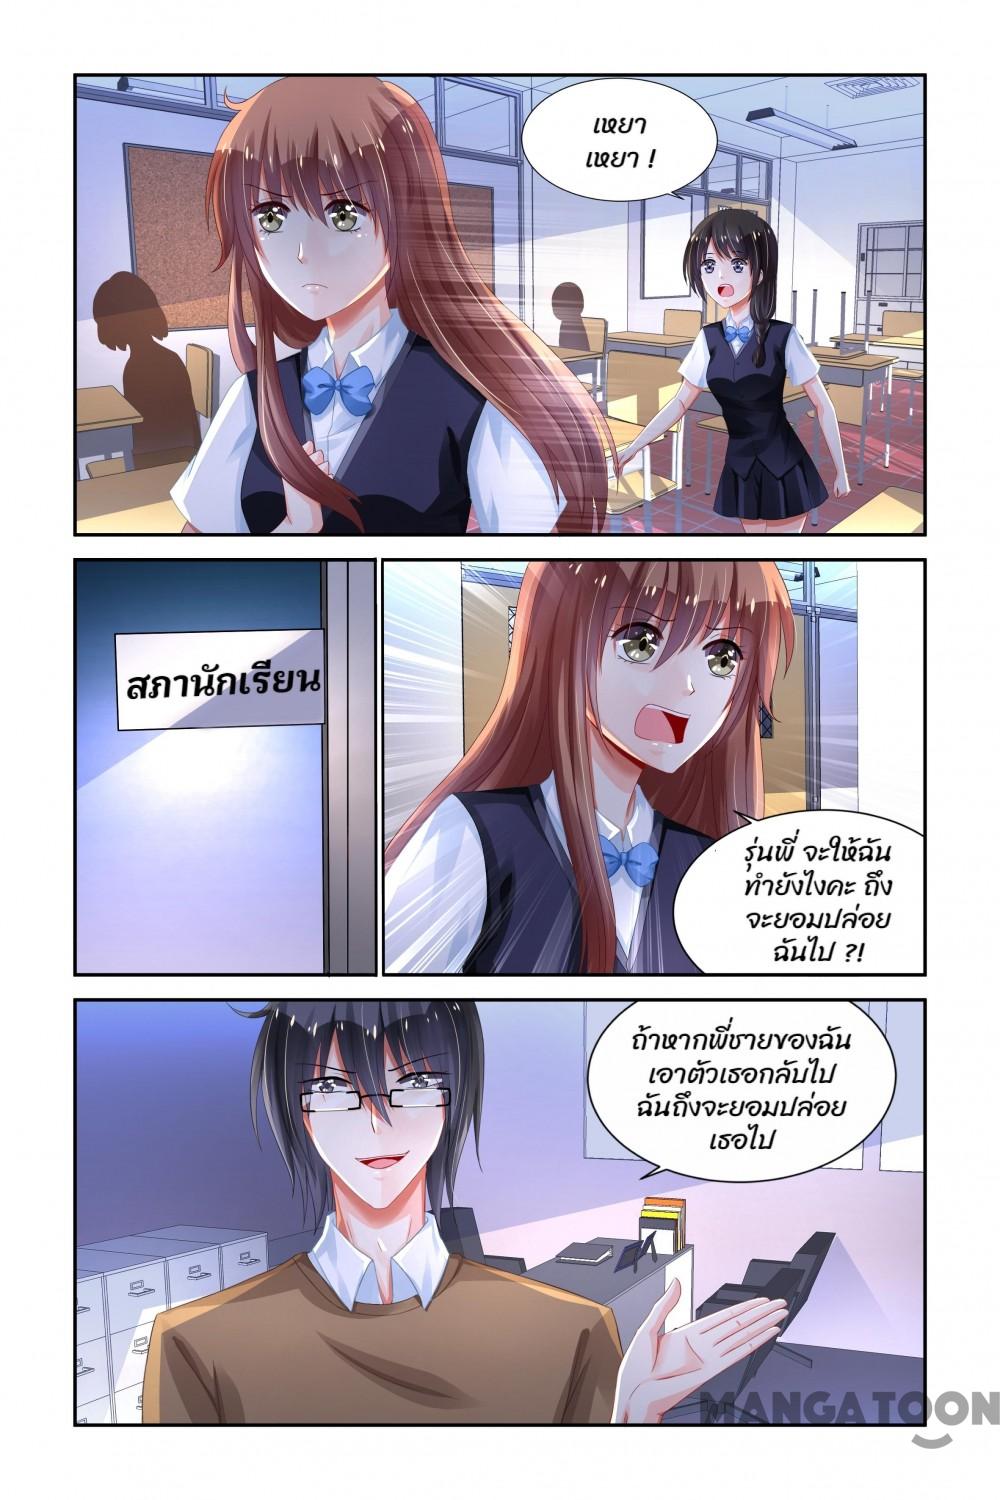 เหยา
เหยา !
สภานักเรียน
รุ่นพี่ จะให้ฉัน
ทำยังไงคะ ถึง
จะยอมปล่อย
ฉันไป ?!
ถ้าหากพี่ชายของฉัน
เอาตัวเธอกลับไป
ฉันถึงจะยอมปล่อย
เธอไป
MANGATOON